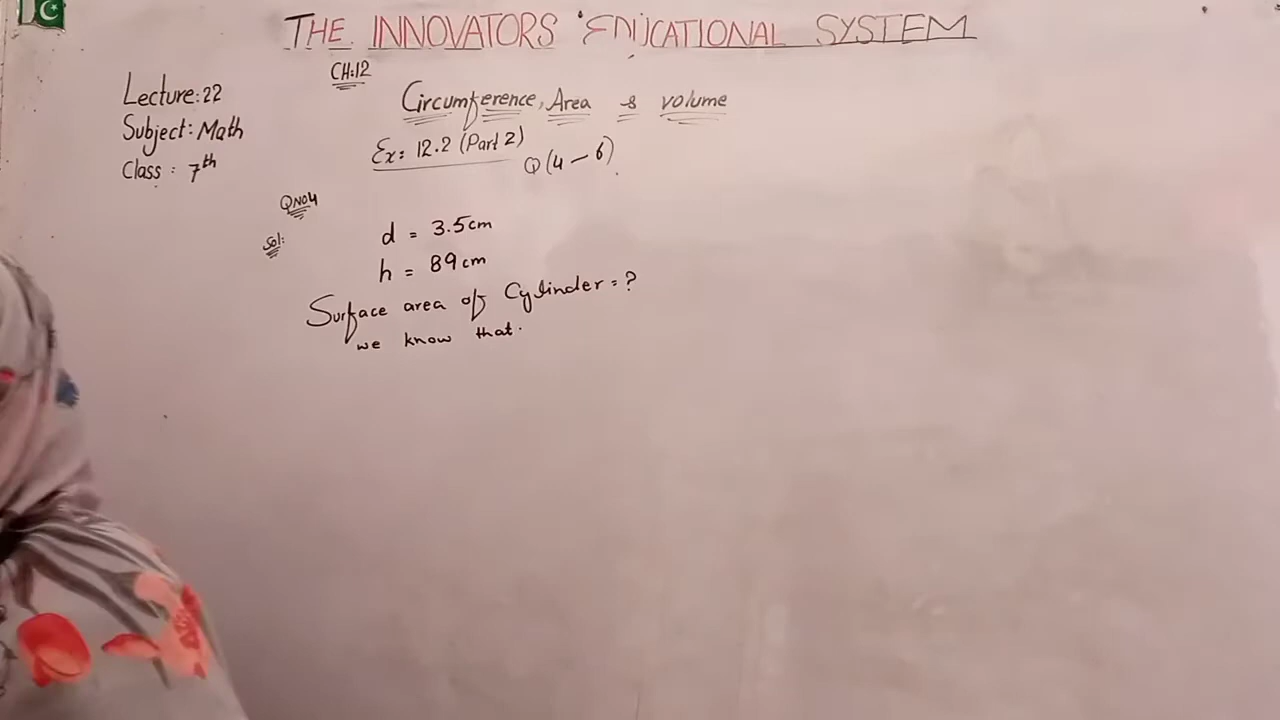 THE INNOVATORS EDUCATIONAL SYSTEM
CH:12
Lecture: 22
Subject: Math
Class : 7th
Circumference, Area & volume
Ex: 12.2 (Part 2)
Q (4 - 6)
QNO4
Sol:
d = 3.5cm
h = 89cm
Surface area of Cylinder = ?
we know that.